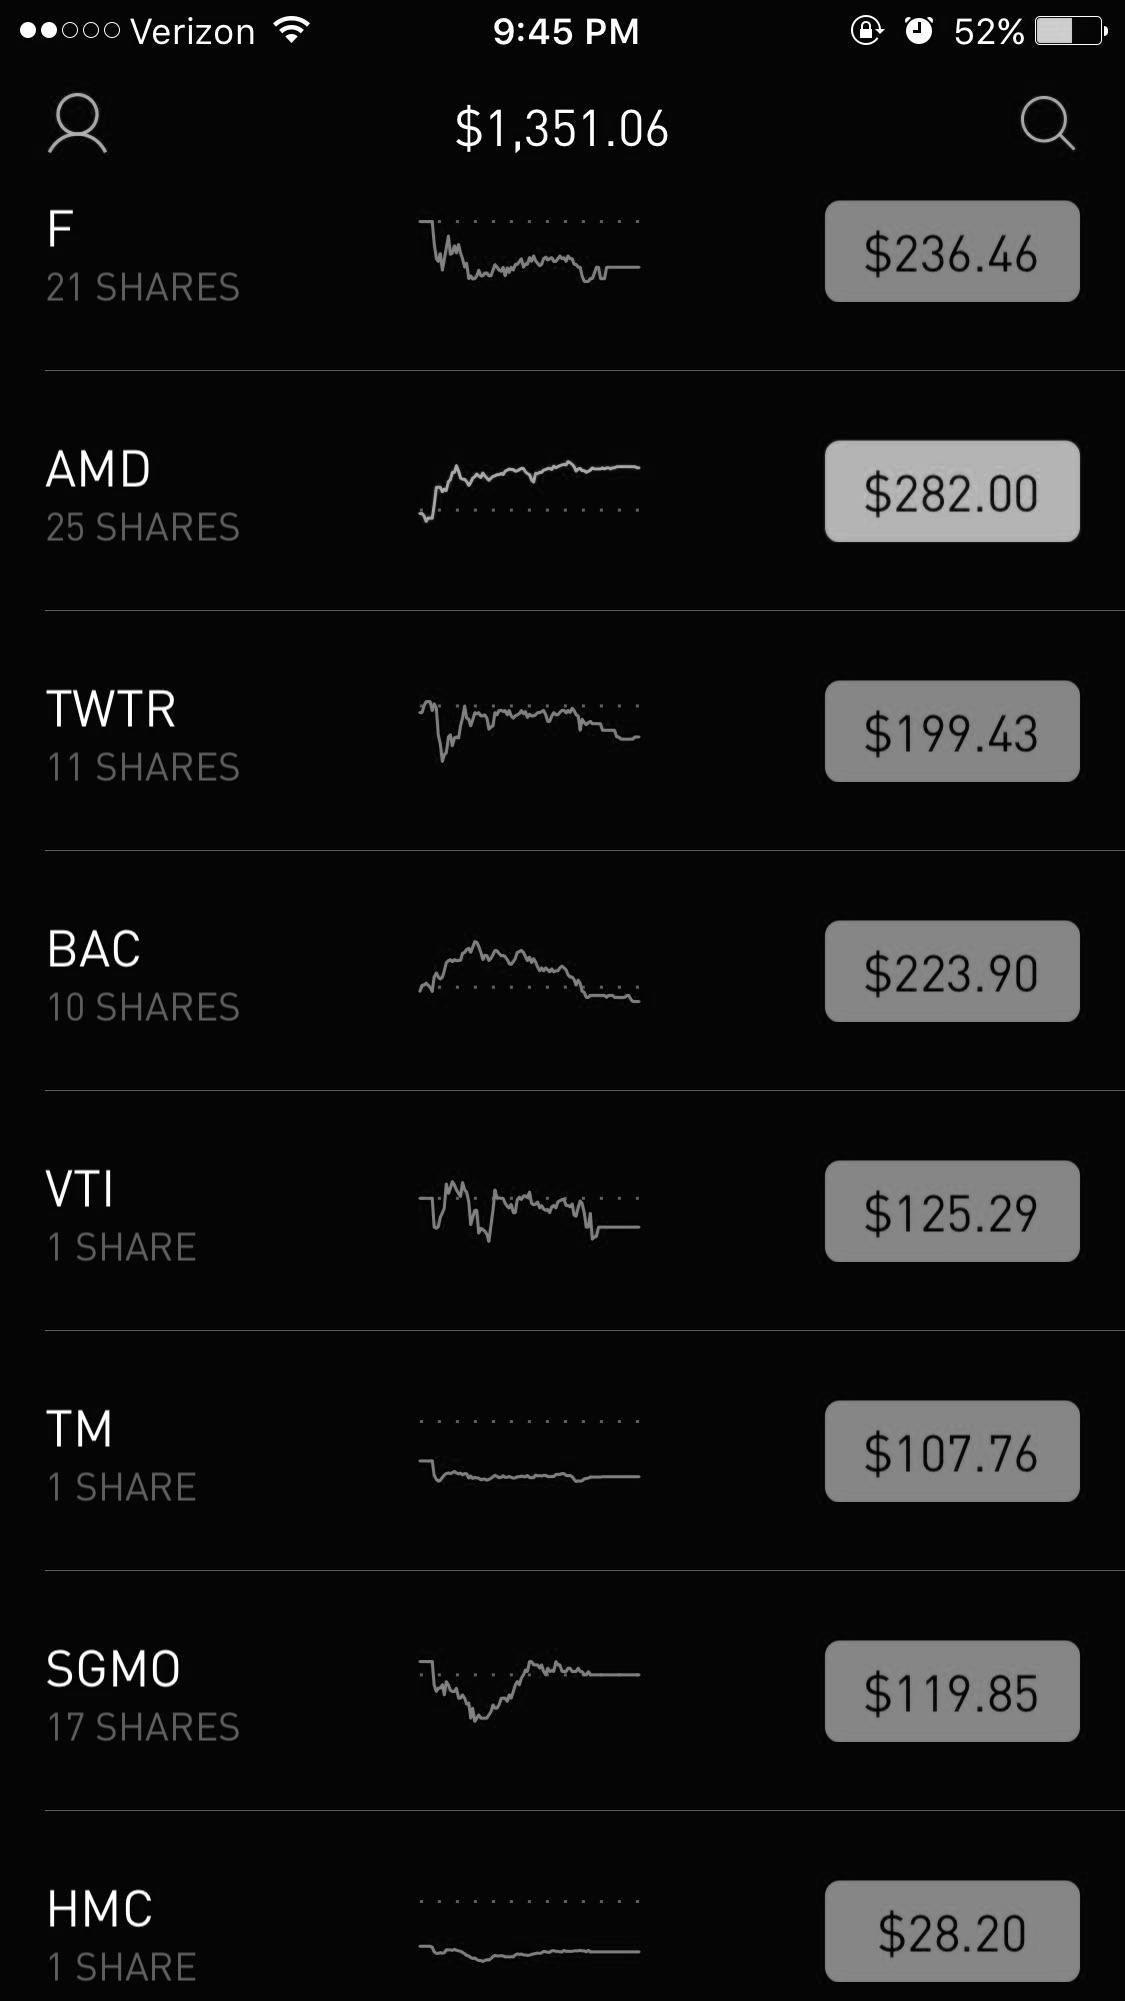 Verizon 9:45 PM 52%
$1,351.06
F
21 SHARES
$236.46
AMD
25 SHARES
$282.00
TWTR
11 SHARES
$199.43
BAC
10 SHARES
$223.90
VTI
1 SHARE
$125.29
TM
1 SHARE
$107.76
SGMO
17 SHARES
$119.85
HMC
1 SHARE
$28.20